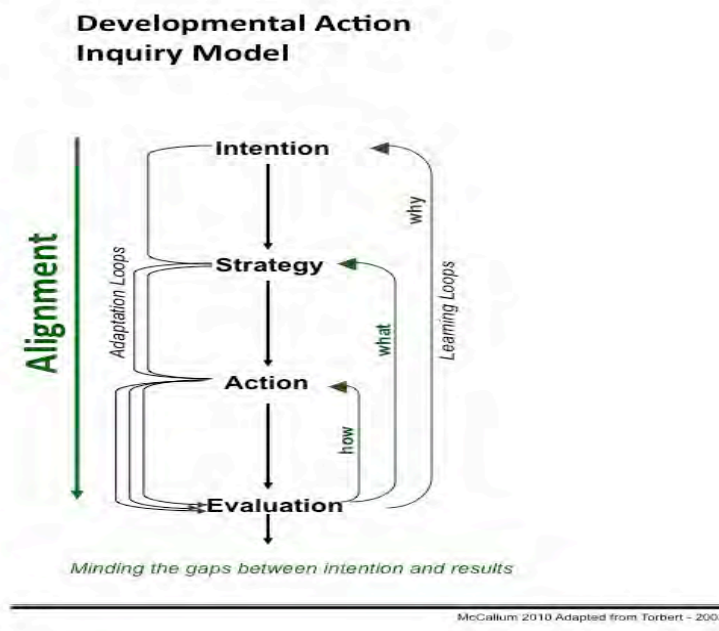 Developmental Action
Inquiry Model
Intention
why
Strategy
Alignment
Adaptation Loops
Learning Loops
what
Action
how
Evaluation
Minding the gaps between intention and results
McCallum 2010 Adapted from Torbert - 200